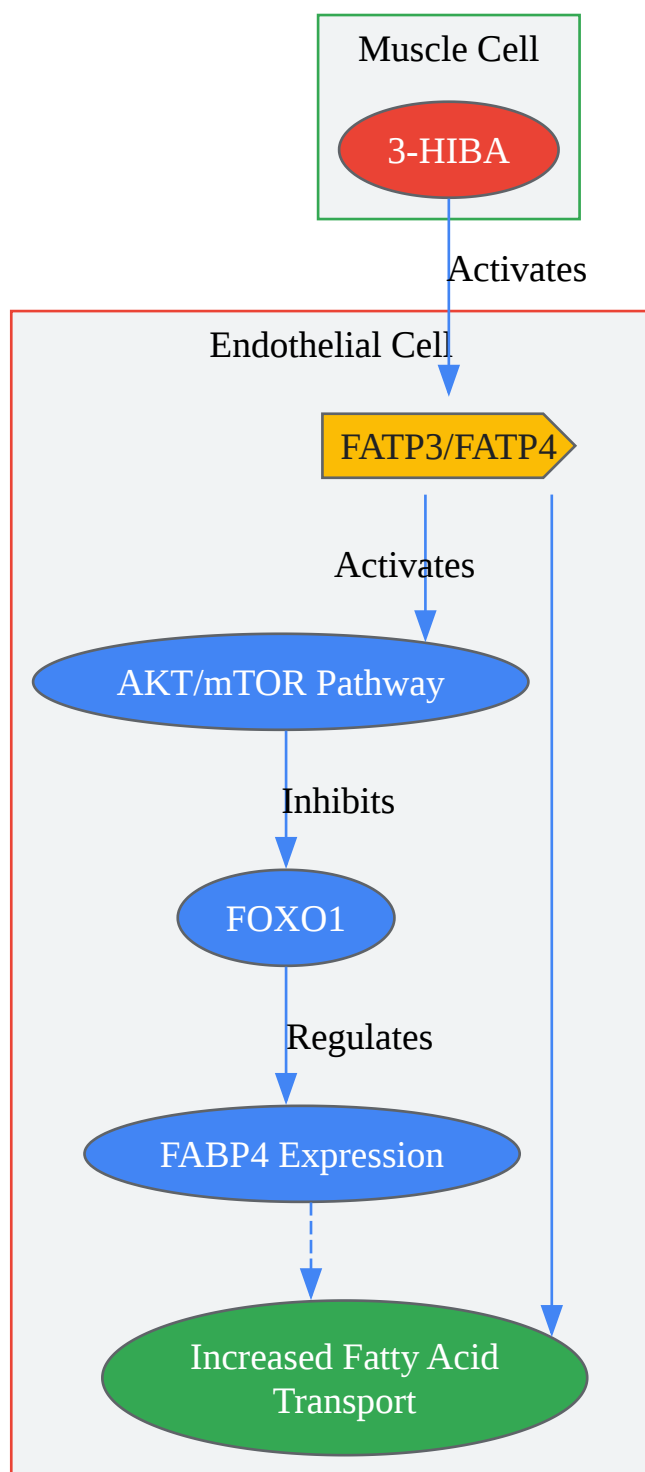 Muscle Cell
3-HIBA
Activates
Endothelial Cell
FATP3/FATP4
Activates
AKT/mTOR Pathway
Inhibits
FOXO1
Regulates
FABP4 Expression
Increased Fatty Acid
Transport